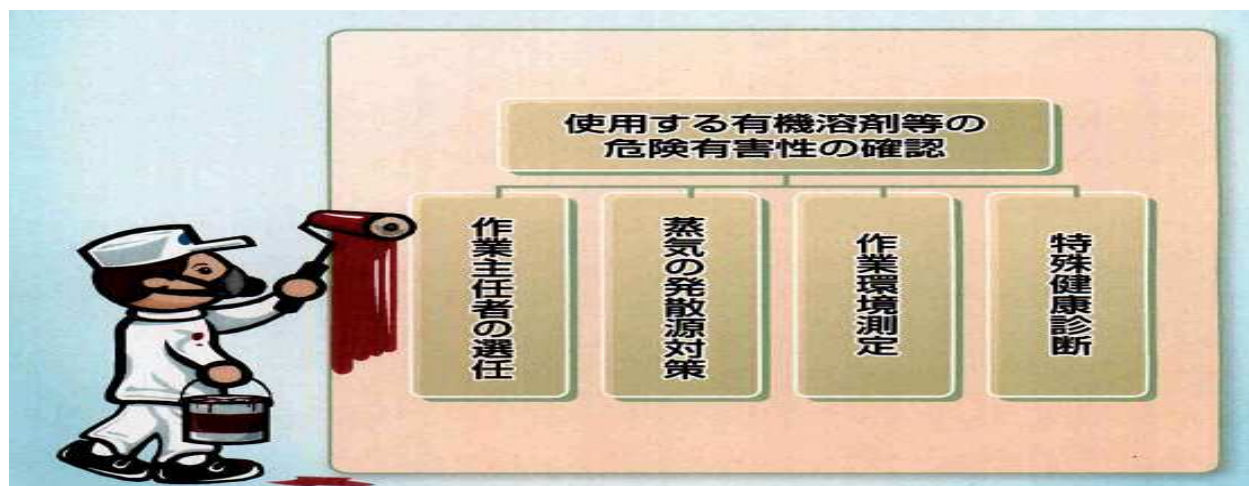 使用する有機溶剤等の
危険有害性の確認
作業主任者の選任
蒸気の発散源対策
作業環境測定
特殊健康診断